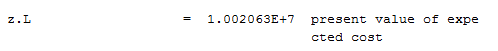 z.L = 1.002063E+7 present value of expe
cted cost